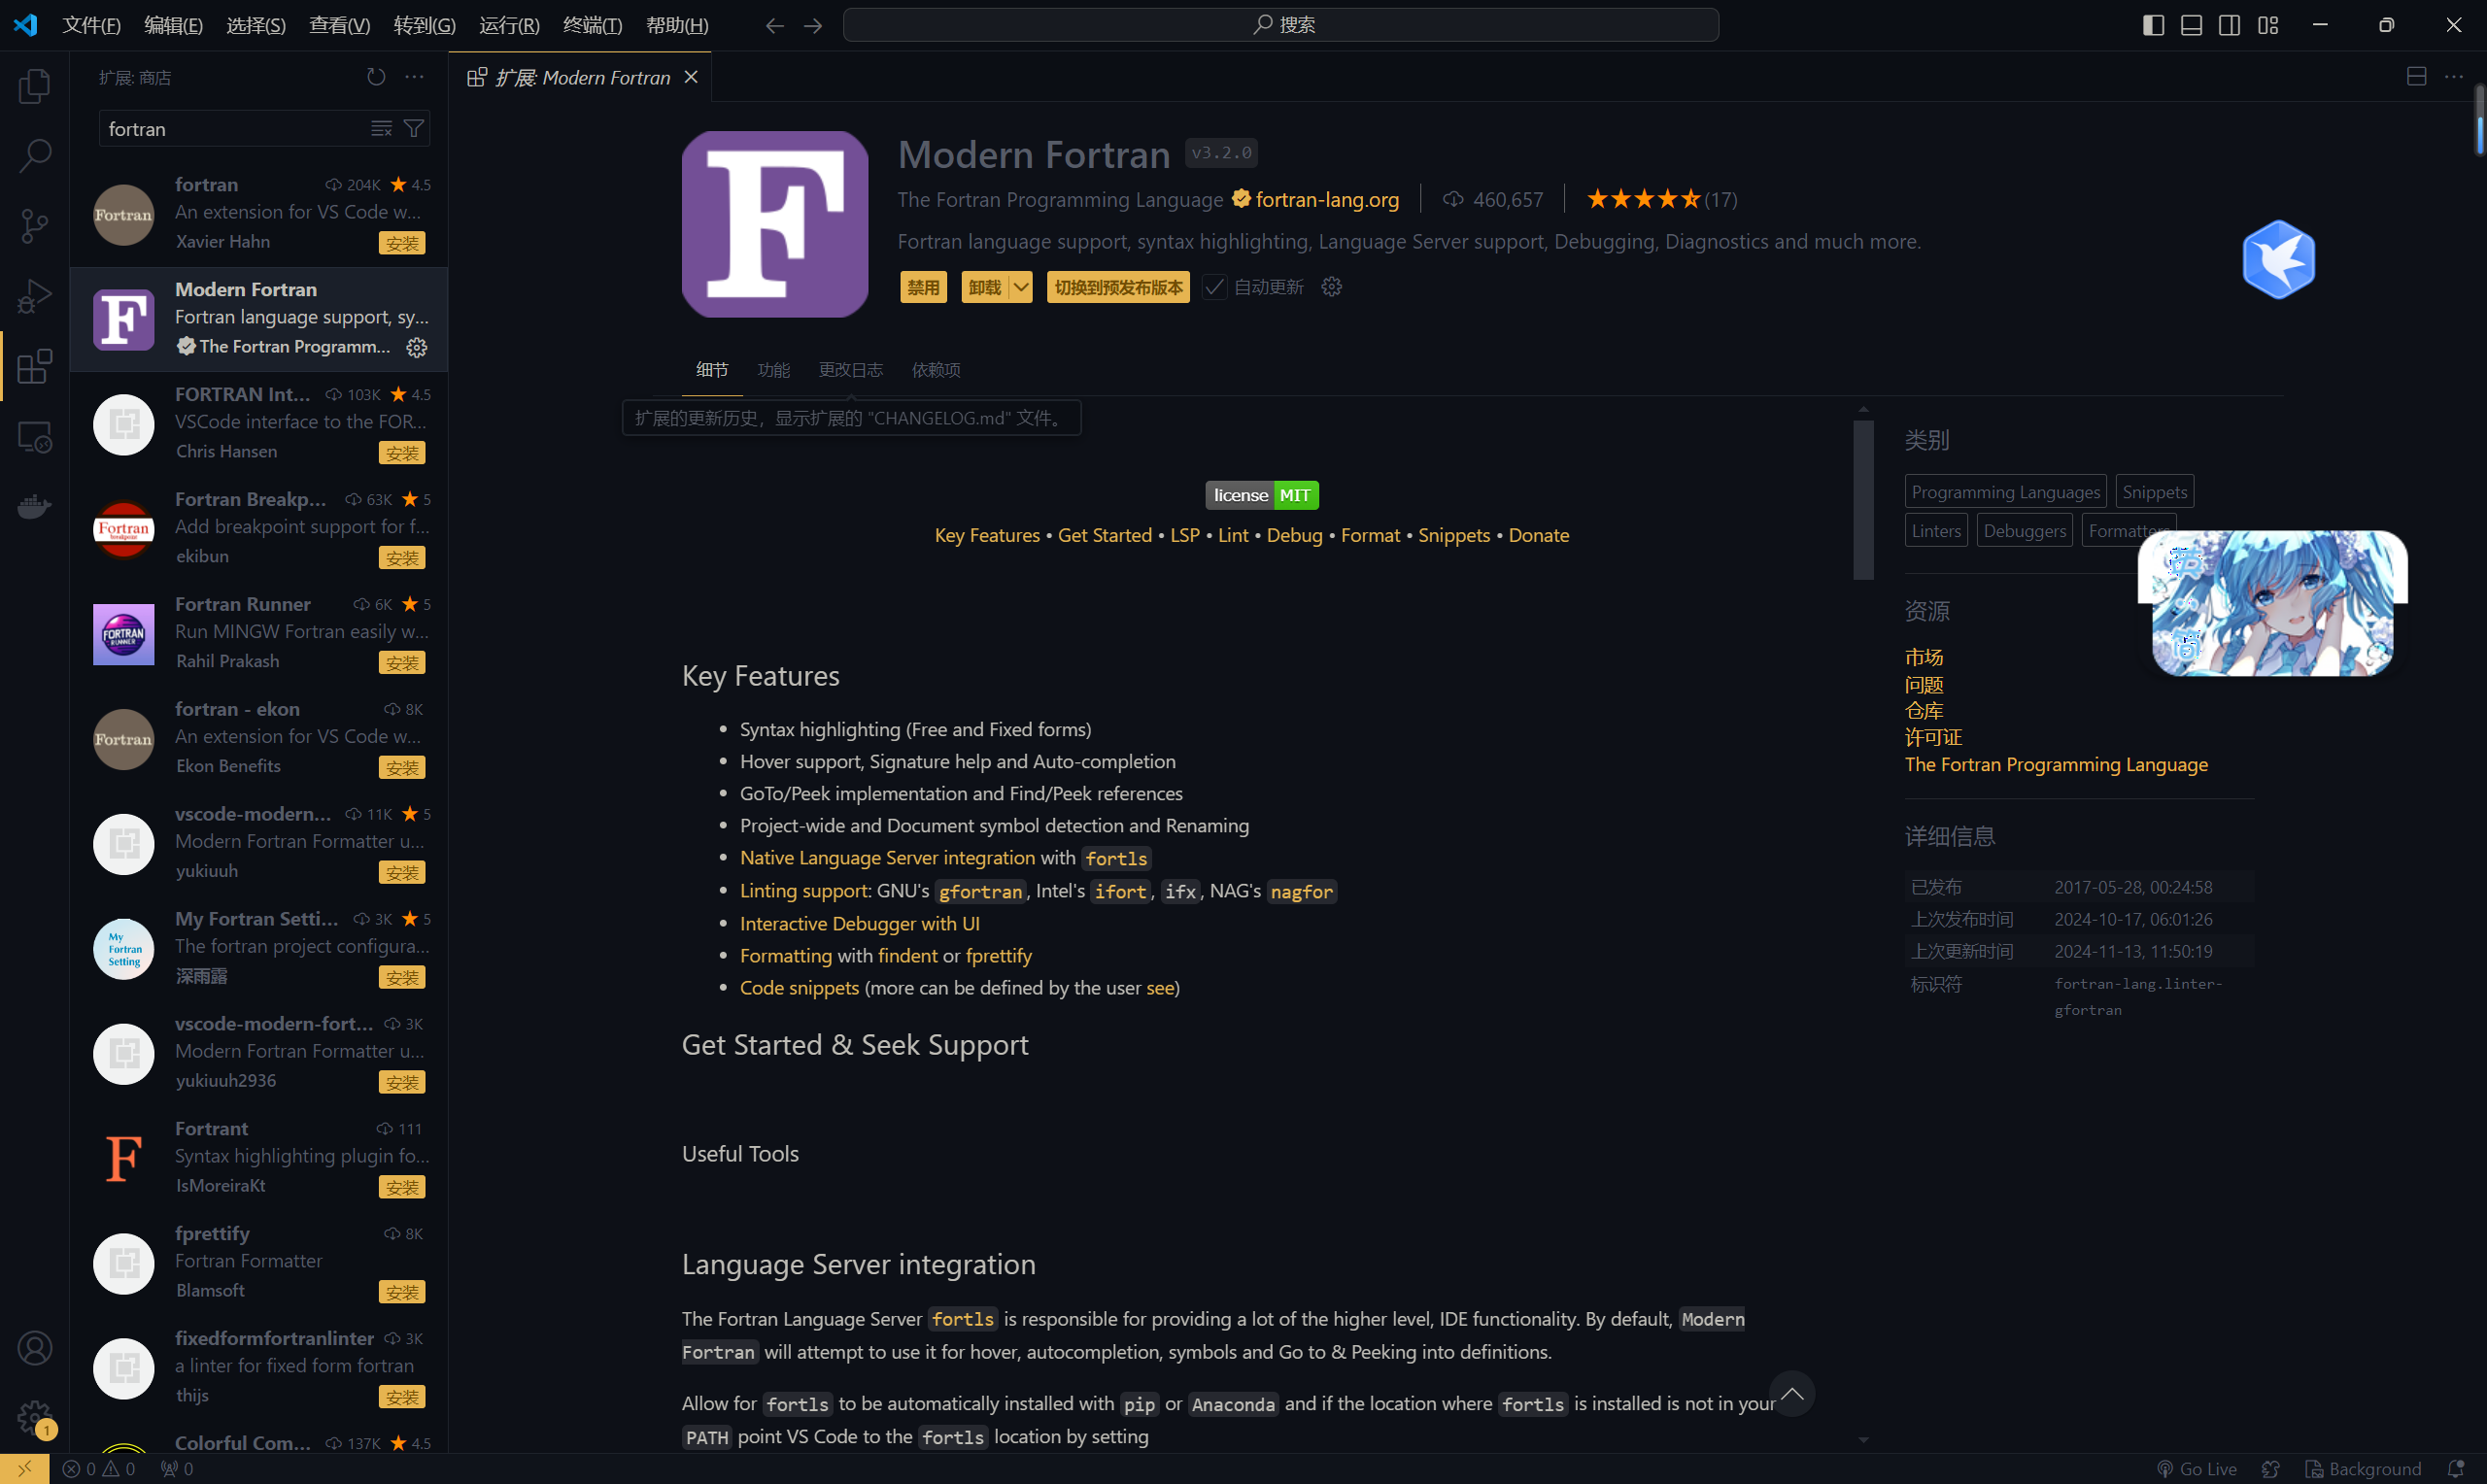 文件(F) 编辑(E) 选择(S) 查看(V) 转到(G) 运行(R) 终端(T) 帮助(H) 搜索
扩展: 商店
扩展: Modern Fortran
fortran
fortran 204K 4.5
An extension for VS Code w...
Xavier Hahn 安装
Modern Fortran
Fortran language support, sy...
The Fortran Programm...
FORTRAN Int... 103K 4.5
VSCode interface to the FOR...
Chris Hansen 安装
Fortran Breakp... 63K 5
Add breakpoint support for f...
ekibun 安装
Fortran Runner 6K 5
Run MINGW Fortran easily w...
Rahil Prakash 安装
fortran - ekon 8K
An extension for VS Code w...
Ekon Benefits 安装
vscode-modern... 11K 5
Modern Fortran Formatter u...
yukiuuh 安装
My Fortran Setti... 3K 5
The fortran project configura...
深雨露 安装
vscode-modern-fort... 3K
Modern Fortran Formatter u...
yukiuuh2936 安装
Fortrant 111
Syntax highlighting plugin fo...
IsMoreiraKt 安装
fprettify 8K
Fortran Formatter
Blamsoft 安装
fixedformfortranlinter 3K
a linter for fixed form fortran
thijs 安装
Colorful Com... 137K 4.5
Fortran
F
Fortran
breakpoint
FORTRAN
RUNNER
Fortran
My
Fortran
Setting
F
F
Modern Fortran v3.2.0
The Fortran Programming Language fortran-lang.org 460,657 (17)
Fortran language support, syntax highlighting, Language Server support, Debugging, Diagnostics and much more.
禁用 卸载 切换到预发布版本 自动更新
细节 功能 更改日志 依赖项
扩展的更新历史，显示扩展的 "CHANGELOG.md" 文件。
license MIT
Key Features • Get Started • LSP • Lint • Debug • Format • Snippets • Donate
Key Features
• Syntax highlighting (Free and Fixed forms)
• Hover support, Signature help and Auto-completion
• GoTo/Peek implementation and Find/Peek references
• Project-wide and Document symbol detection and Renaming
• Native Language Server integration with fortls
• Linting support: GNU's gfortran, Intel's ifort, ifx, NAG's nagfor
• Interactive Debugger with UI
• Formatting with findent or fprettify
• Code snippets (more can be defined by the user see)
Get Started & Seek Support
Useful Tools
Language Server integration
The Fortran Language Server fortls is responsible for providing a lot of the higher level, IDE functionality. By default, Modern
Fortran will attempt to use it for hover, autocompletion, symbols and Go to & Peeking into definitions.
Allow for fortls to be automatically installed with pip or Anaconda and if the location where fortls is installed is not in your
PATH point VS Code to the fortls location by setting
类别
Programming Languages Snippets
Linters Debuggers Formatters
资源
市场
问题
仓库
许可证
The Fortran Programming Language
详细信息
已发布 2017-05-28, 00:24:58
上次发布时间 2024-10-17, 06:01:26
上次更新时间 2024-11-13, 11:50:19
标识符 fortran-lang.linter-
gfortran
英
简
1
0 0 0 Go Live Background